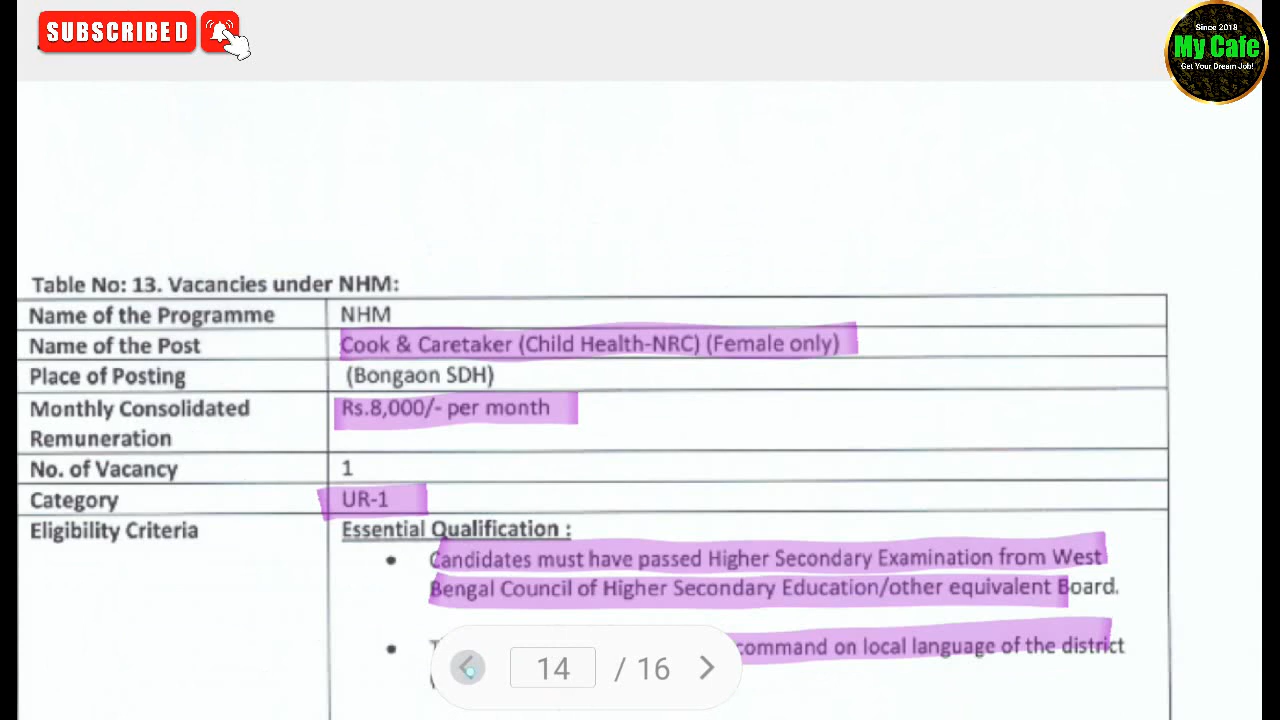 SUBSCRIBED
Since 2018
My Cafe
Get Your Dream Job!
Table No: 13. Vacancies under NHM:
Name of the Programme NHM
Name of the Post Cook & Caretaker (Child Health-NRC) (Female only)
Place of Posting (Bongaon SDH)
Monthly Consolidated Rs.8,000/- per month
Remuneration
No. of Vacancy 1
Category UR-1
Eligibility Criteria Essential Qualification :
• Candidates must have passed Higher Secondary Examination from West
Bengal Council of Higher Secondary Education/other equivalent Board.
• command on local language of the district
14 / 16